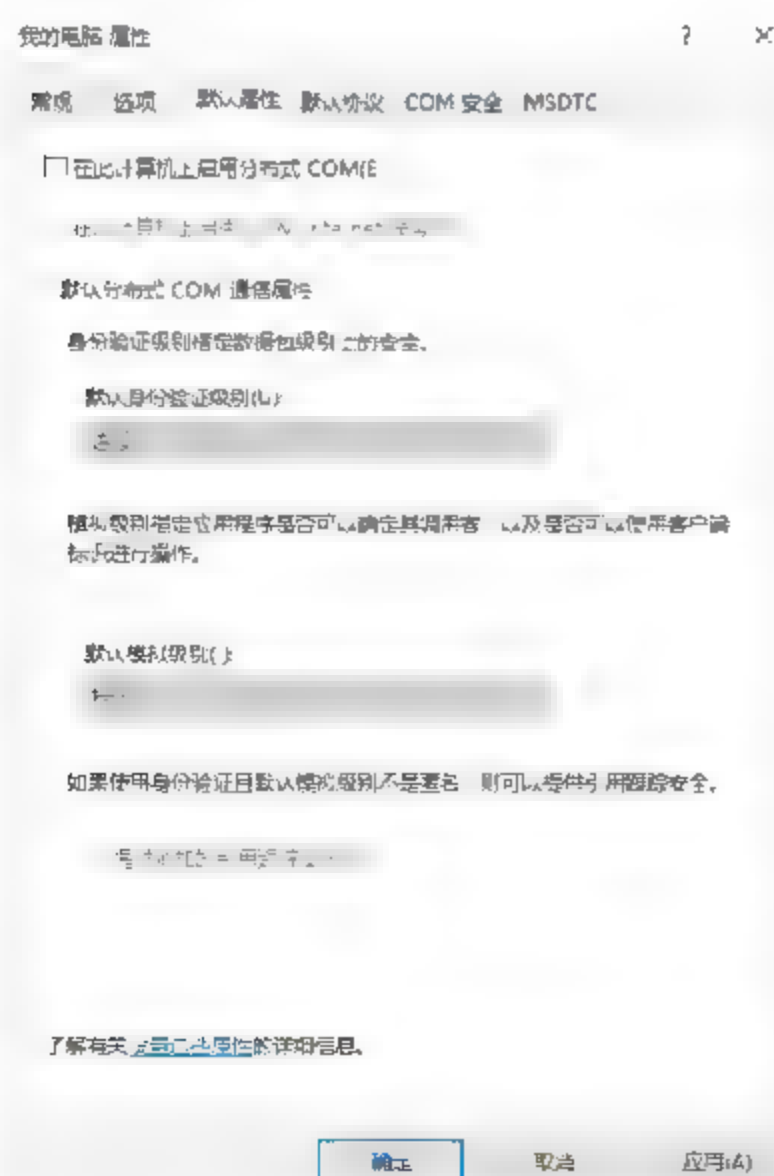 我的电脑 属性
常规 选项 默认属性 默认协议 COM 安全 MSDTC
在此计算机上启用分布式 COM(E
默认分布式 COM 通信属性
身份验证级别指定数据包级别上的安全。
默认身份验证级别(U):
模拟级别指定应用程序是否可以确定其调用者 以及是否可以使用客户端
标识进行操作。
默认模拟级别( ):
如果使用身份验证且默认模拟级别不是匿名 则可以提供引用跟踪安全。
了解有关 设置这些属性的详细信息。
确定 取消 应用(A)